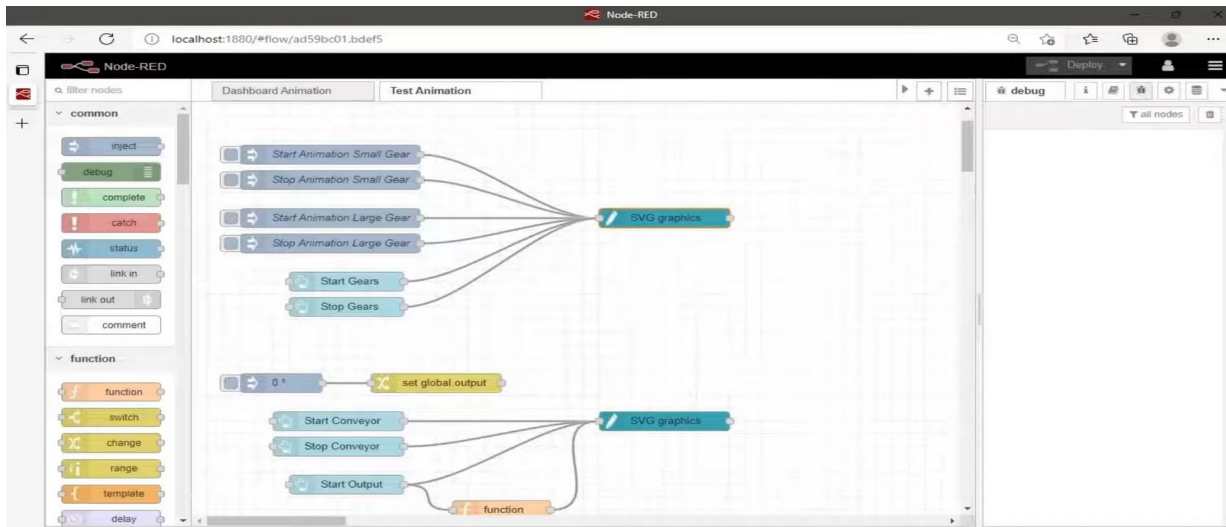 Node-RED
localhost:1880/#flow/ad59bc01.bdef5
Node-RED
Deploy
filter nodes
Dashboard Animation
Test Animation
debug
i
all nodes
common
inject
debug
complete
catch
status
link in
link out
comment
function
function
switch
change
range
template
delay
Start Animation Small Gear
Stop Animation Small Gear
Start Animation Large Gear
Stop Animation Large Gear
Start Gears
Stop Gears
SVG graphics
0 ¹
set global.output
Start Conveyor
Stop Conveyor
Start Output
function
SVG graphics